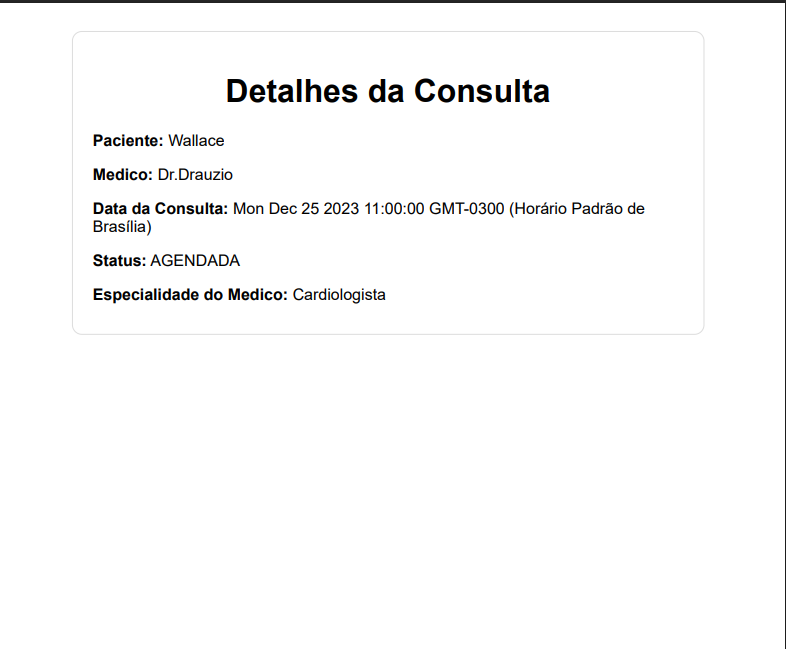 Detalhes da Consulta
Paciente: Wallace
Medico: Dr.Drauzio
Data da Consulta: Mon Dec 25 2023 11:00:00 GMT-0300 (Horário Padrão de
Brasília)
Status: AGENDADA
Especialidade do Medico: Cardiologista